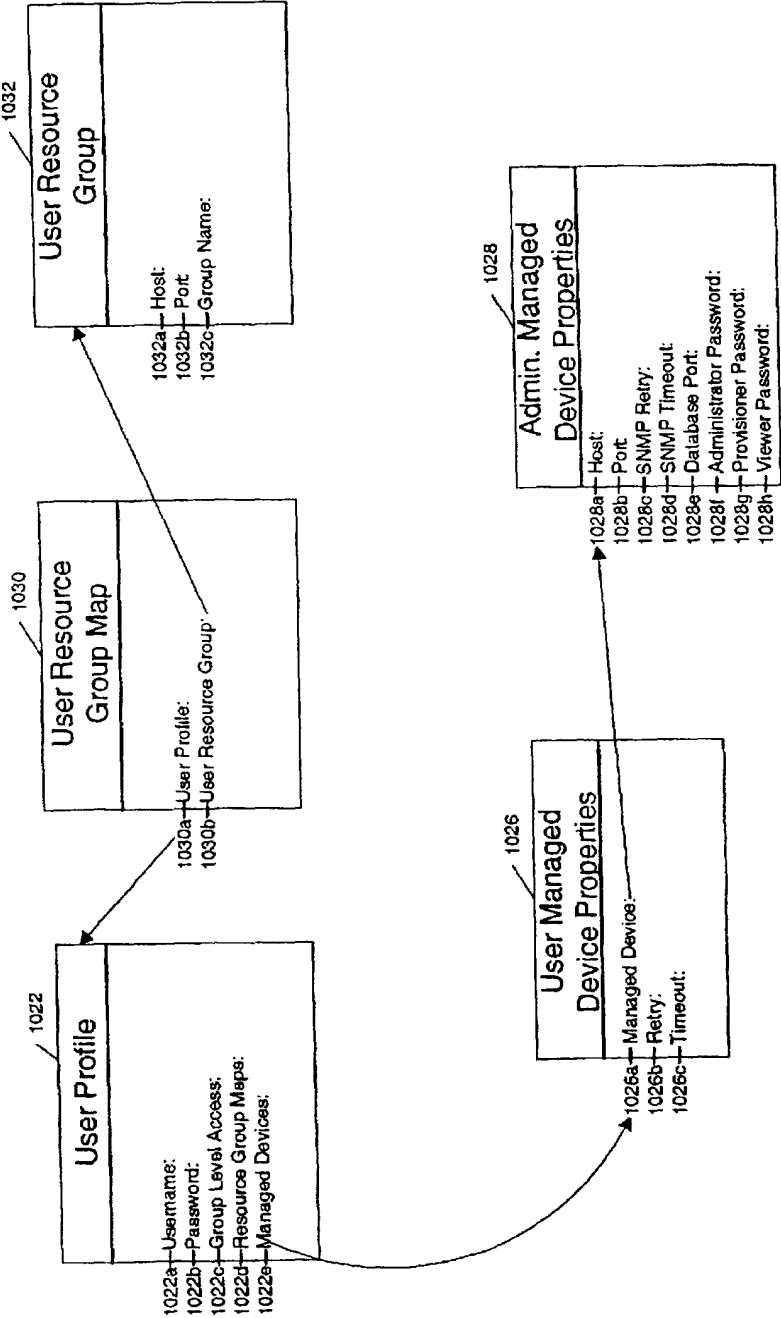 1022
User Profile
1022a User name:
1022b Password:
1022c Group Level Access:
1022d Resource Group Maps:
1022e Managed Devices:
1030
User Resource
Group Map
1030a User Profile:
1030b User Resource Group:
1032
User Resource
Group
1032a Host:
1032b Port
1032c Group Name:
1026
User Managed
Device Properties
1026a Managed Device:
1026b Retry:
1026c Timeout:
1028
Admin. Managed
Device Properties
1028a Host:
1028b Port
1028c SNMP Retry:
1028d SNMP Timeout:
1028e Database Port:
1028f Administrator Password:
1028g Provisioner Password:
1028h Viewer Password: